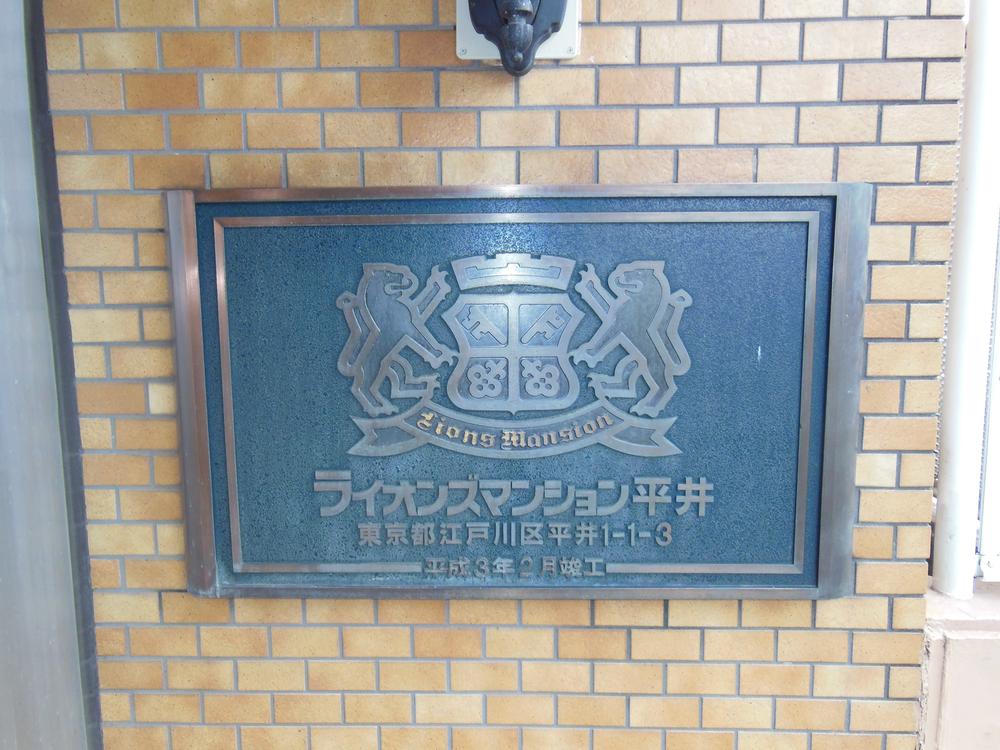 Lions Mansion
ライオンズマンション平井
東京都江戸川区平井1-1-3
平成3年2月竣工